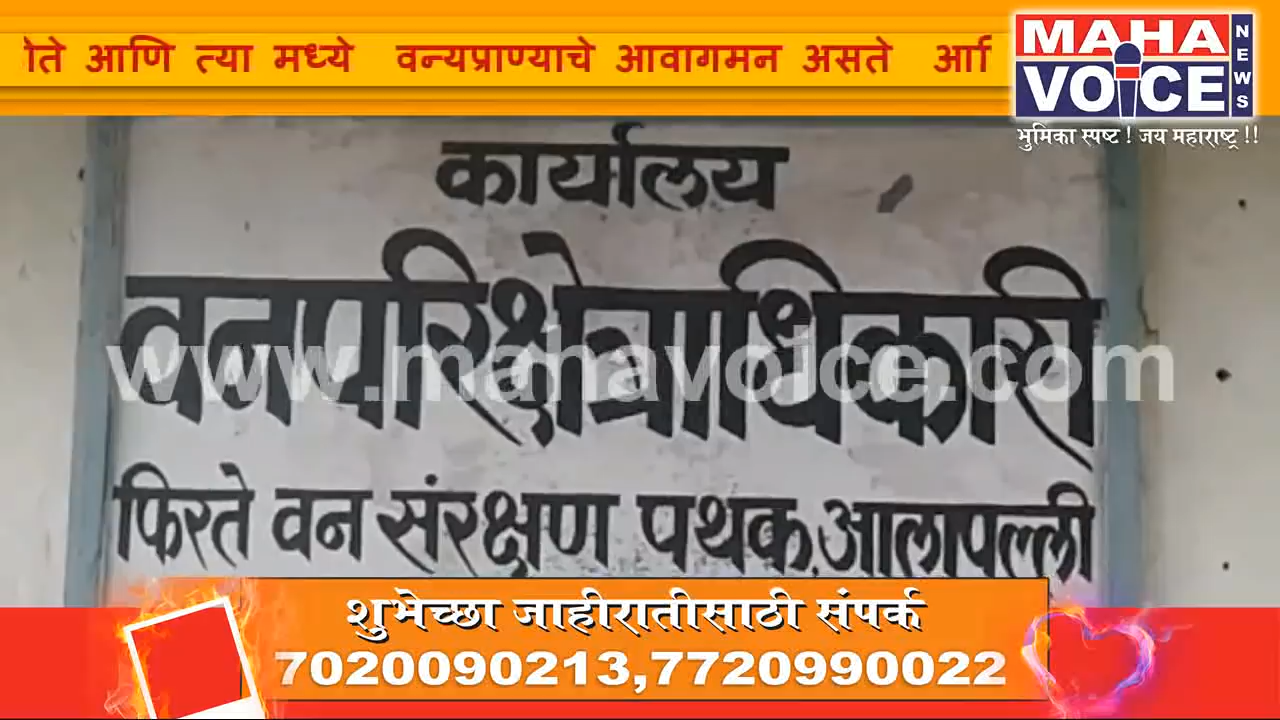 आणि त्या मध्ये वन्यप्राण्याचे आवागमन असते
MAHA
VOICE
NEWS
भुमिका स्पष्ट ! जय महाराष्ट्र !!
कार्यालय
वनपरिक्षेत्राधिकारी
www.mahavoice.com
फिरते वन संरक्षण पथक,आलापल्ली
शुभेच्छा जाहीरातीसाठी संपर्क
7020090213,7720990022